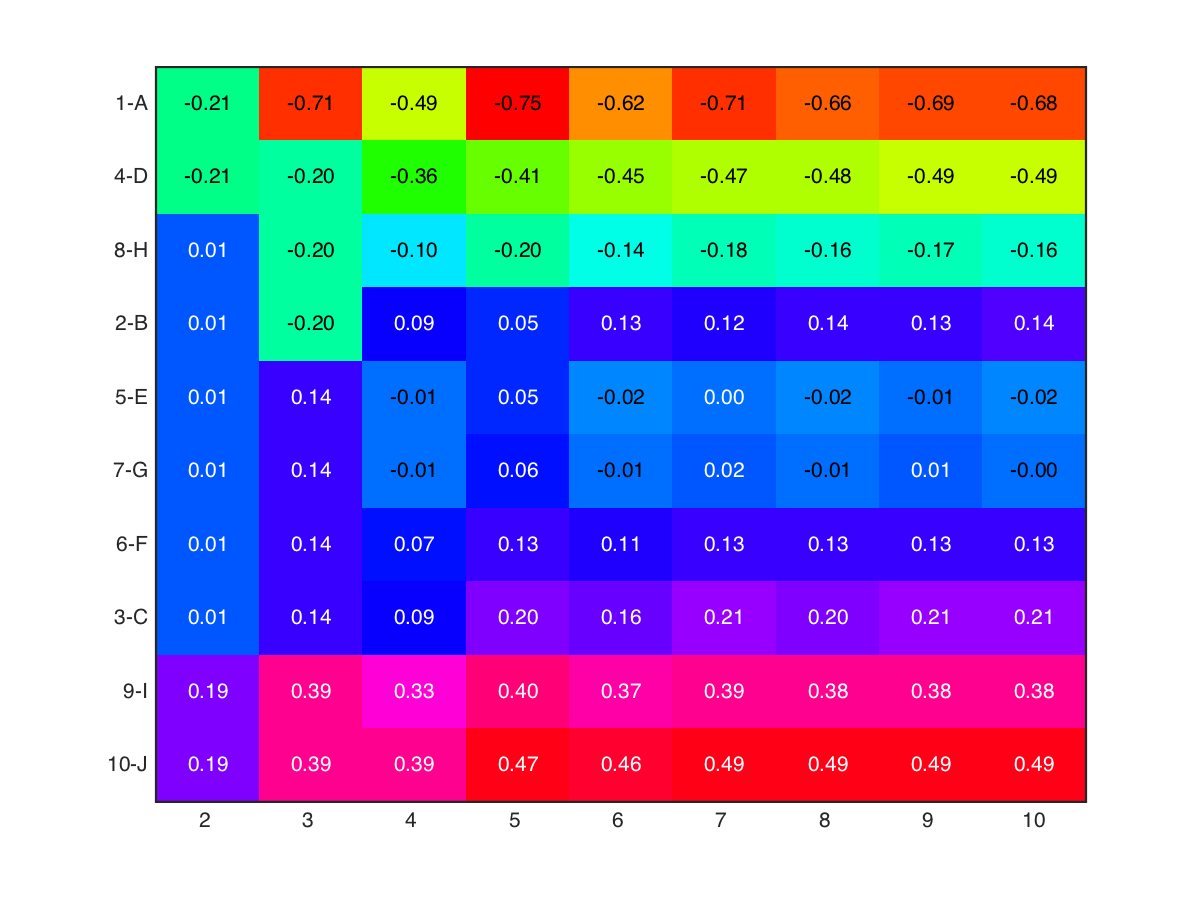 1-A -0.21 -0.71 -0.49 -0.75 -0.62 -0.71 -0.66 -0.69 -0.68
4-D -0.21 -0.20 -0.36 -0.41 -0.45 -0.47 -0.48 -0.49 -0.49
8-H 0.01 -0.20 -0.10 -0.20 -0.14 -0.18 -0.16 -0.17 -0.16
2-B 0.01 -0.20 0.09 0.05 0.13 0.12 0.14 0.13 0.14
5-E 0.01 0.14 -0.01 0.05 -0.02 0.00 -0.02 -0.01 -0.02
7-G 0.01 0.14 -0.01 0.06 -0.01 0.02 -0.01 0.01 -0.00
6-F 0.01 0.14 0.07 0.13 0.11 0.13 0.13 0.13 0.13
3-C 0.01 0.14 0.09 0.20 0.16 0.21 0.20 0.21 0.21
9-I 0.19 0.39 0.33 0.40 0.37 0.39 0.38 0.38 0.38
10-J 0.19 0.39 0.39 0.47 0.46 0.49 0.49 0.49 0.49
2 3 4 5 6 7 8 9 10